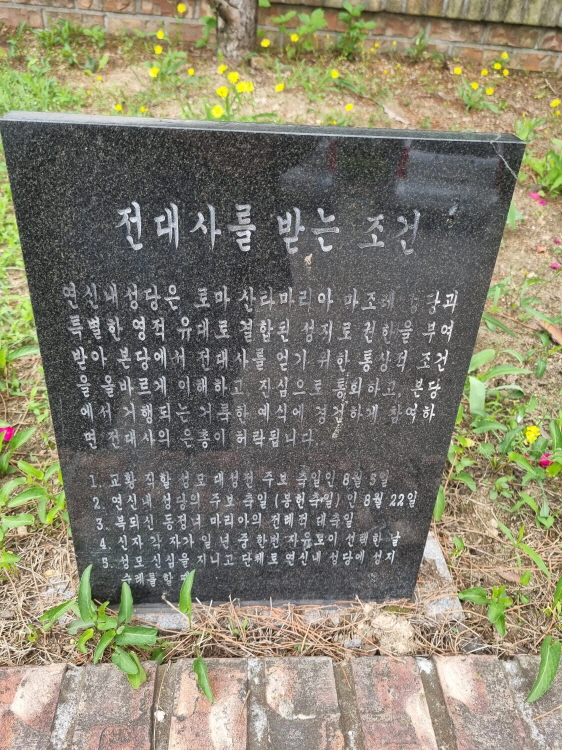 전대사를 받는 조건
연신내성당은 로마 산타마리아 마조레 성당과
특별한 영적 유대로 결합된 성지로 권한을 부여
받아 본당에서 전대사를 얻기 위한 통상적 조건
을 올바르게 이해하고, 진심으로 통회하고, 본당
에서 거행되는 거룩한 예식에 경건하게 참여하
면 전대사의 은총이 허락됩니다.
1. 교황 직할 성모 대성전 주보 축일인 8월 5일
2. 연신내 성당의 주보 축일 (봉헌축일) 인 8월 22일
3. 복되신 동정녀 마리아의 전례적 대축일
4. 신자 각 자가 일 년 중 한번 자유로이 선택한 날
5. 성모 신심을 지니고 단체로 연신내 성당에 성지
순례를 할